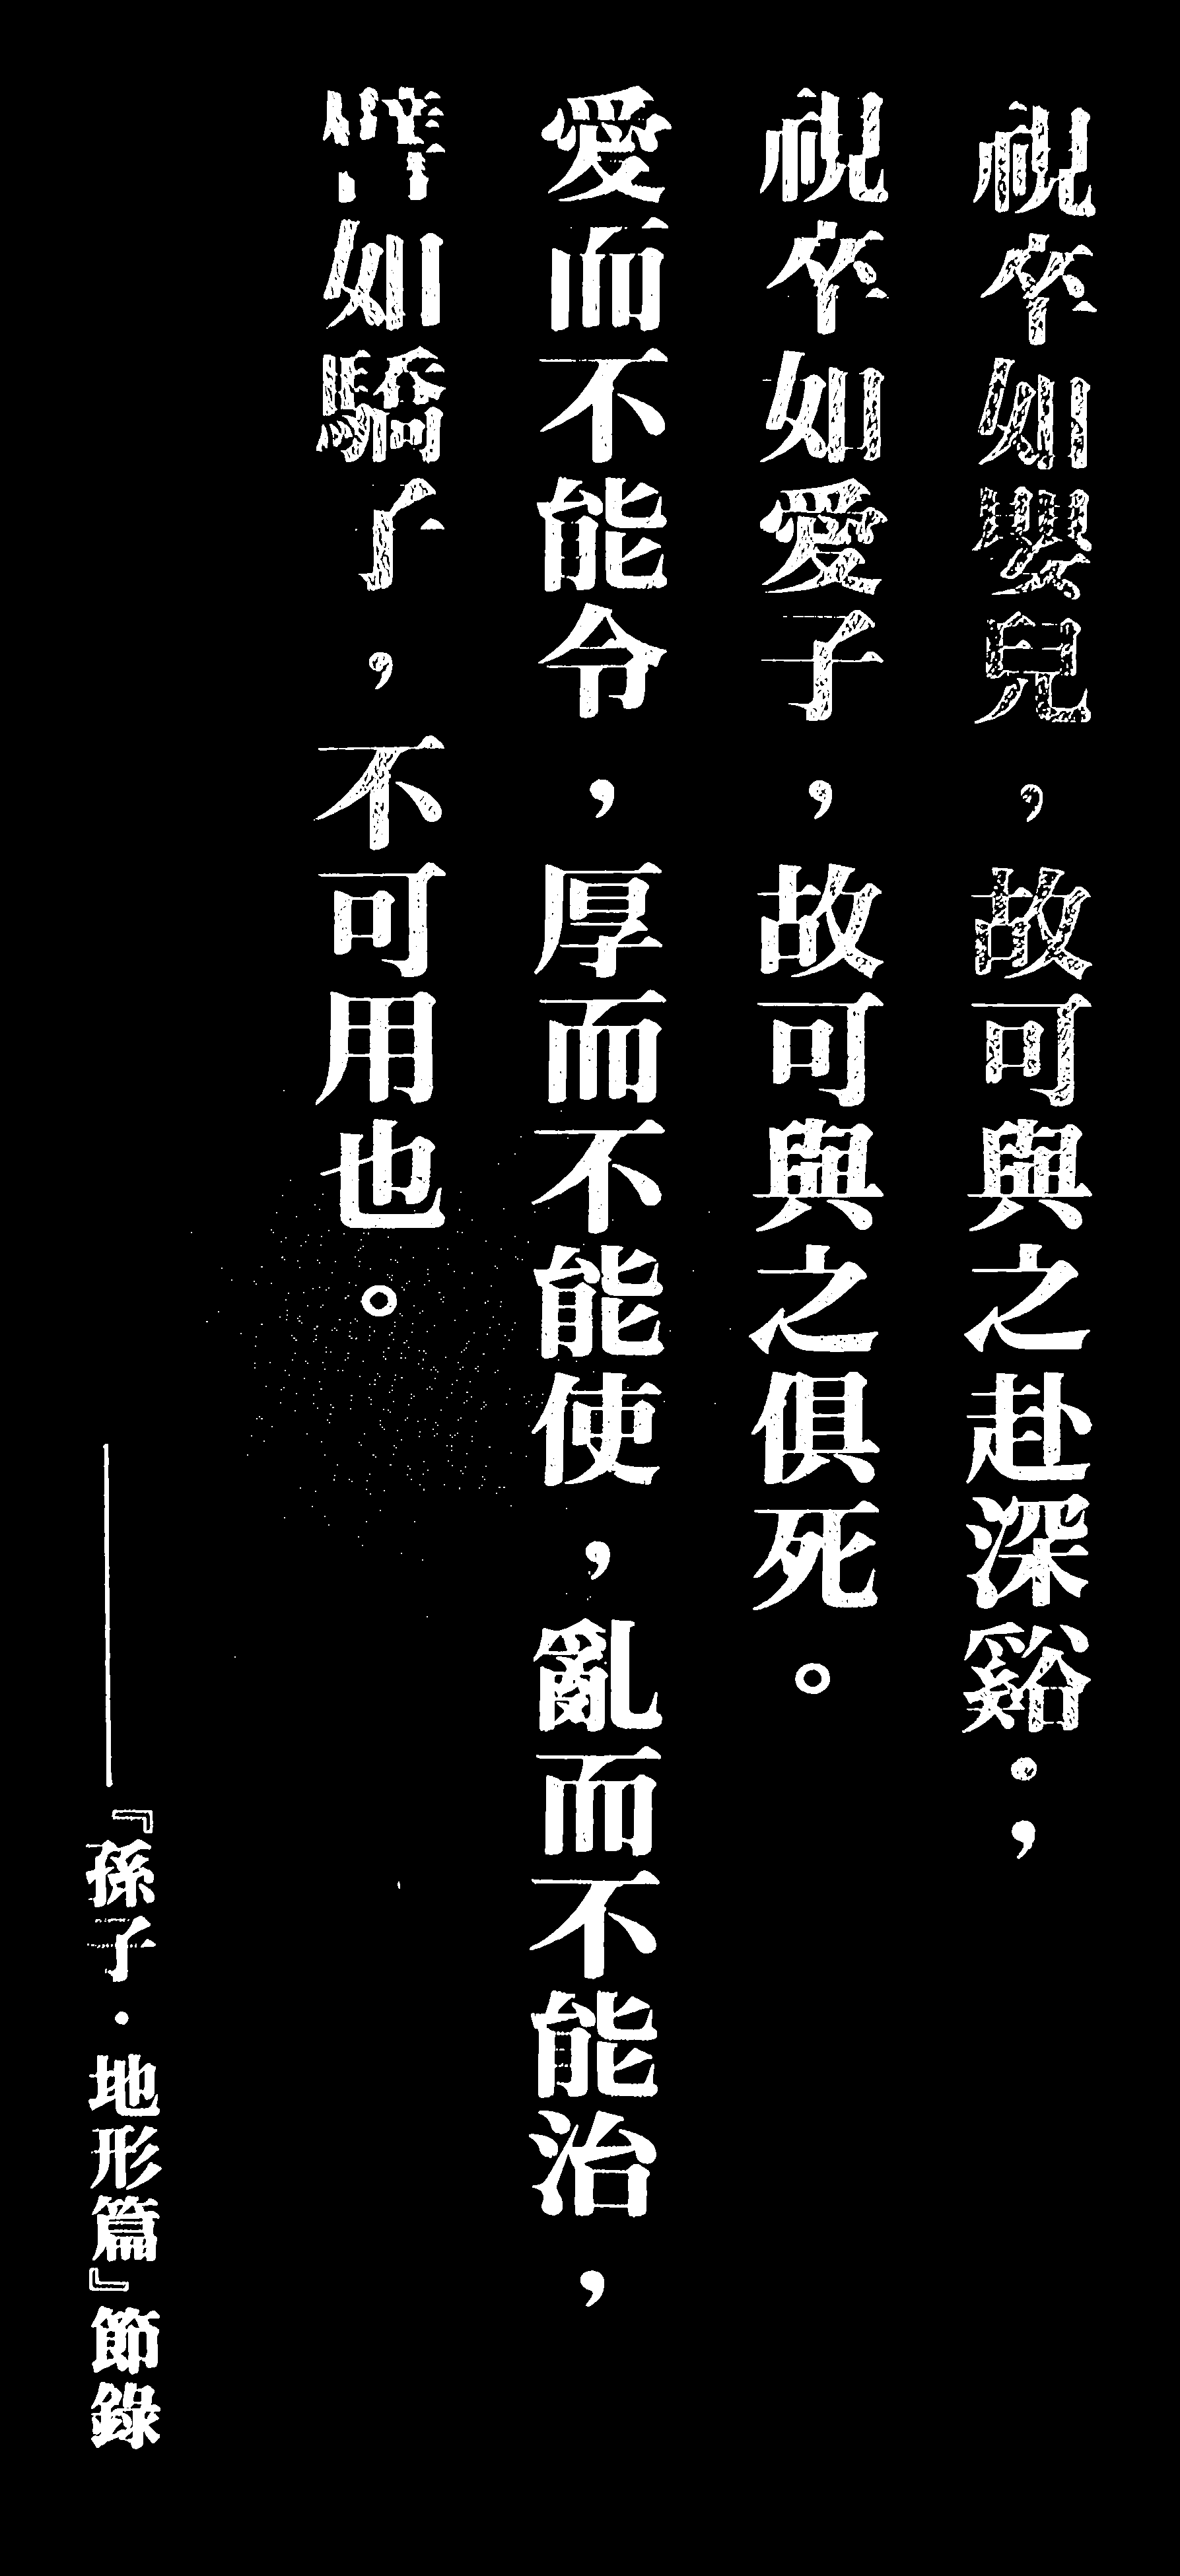 視卒如嬰兒，故可與之赴深谿；
視卒如愛子，故可與之俱死。
愛而不能令，厚而不能使，亂而不能治，
譬如驕子，不可用也。
——『孫子·地形篇』節錄